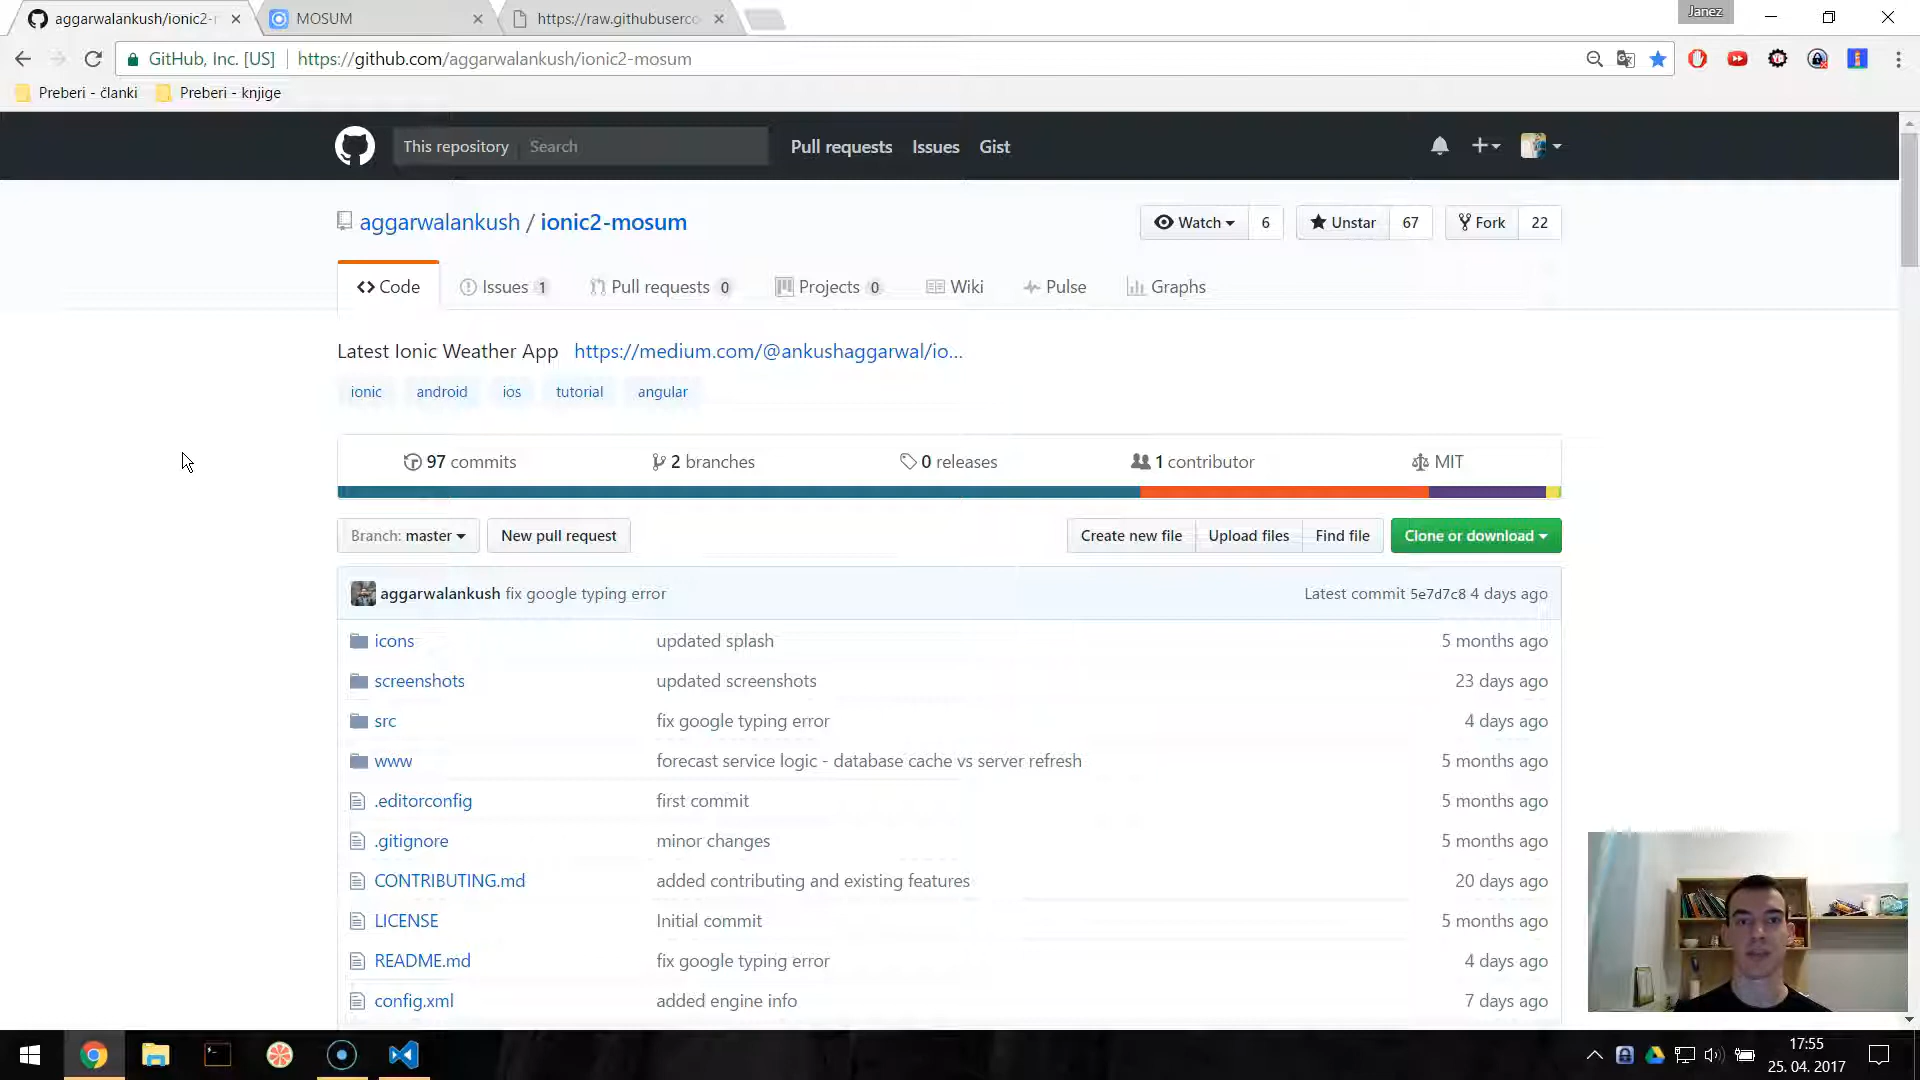 aggarwalankush/ionic2-
MOSUM
https://raw.githubuserco
Janez
GitHub, Inc. [US]
https://github.com/aggarwalankush/ionic2-mosum
Preberi - članki
Preberi - knjige
This repository
Search
Pull requests
Issues
Gist
aggarwalankush / ionic2-mosum
Watch
6
Unstar
67
Fork
22
Code
Issues 1
Pull requests 0
Projects 0
Wiki
Pulse
Graphs
Latest Ionic Weather App
https://medium.com/@ankushaggarwal/io...
ionic
android
ios
tutorial
angular
97 commits
2 branches
0 releases
1 contributor
MIT
Branch: master
New pull request
Create new file
Upload files
Find file
Clone or download
aggarwalankush fix google typing error
Latest commit 5e7d7c8 4 days ago
icons
updated splash
5 months ago
screenshots
updated screenshots
23 days ago
src
fix google typing error
4 days ago
www
forecast service logic - database cache vs server refresh
5 months ago
.editorconfig
first commit
5 months ago
.gitignore
minor changes
5 months ago
CONTRIBUTING.md
added contributing and existing features
20 days ago
LICENSE
Initial commit
5 months ago
README.md
fix google typing error
4 days ago
config.xml
added engine info
7 days ago
17:55
25. 04. 2017